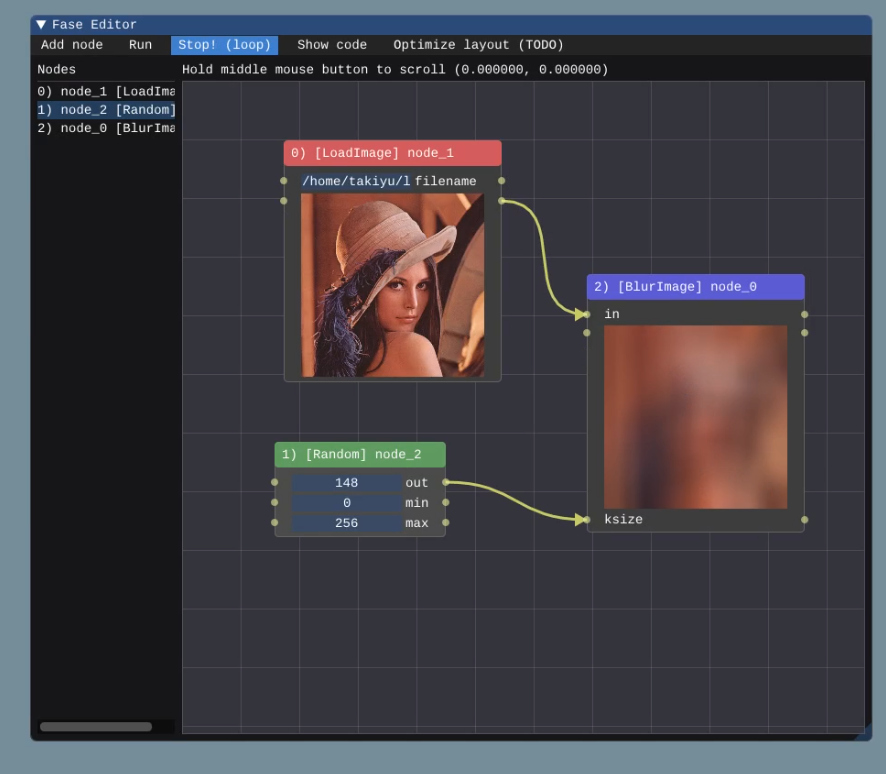 Fase Editor
Add node Run Stop! (loop) Show code Optimize layout (TODO)
Nodes
Hold middle mouse button to scroll (0.000000, 0.000000)
0) node_1 [LoadIma
1) node_2 [Random]
2) node_0 [BlurIma
0) [LoadImage] node_1
/home/takiyu/l filename
2) [BlurImage] node_0
in
1) [Random] node_2
148 out
0 min
256 max
ksize